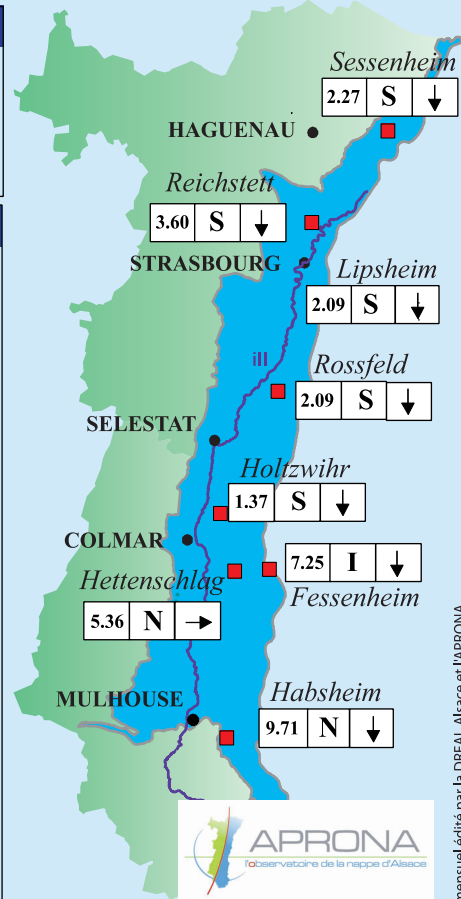 Sessenheim
2.27 S ↓
HAGUENAU
Reichstett
3.60 S ↓
STRASBOURG
Lipsheim
2.09 S ↓
ill
Rossfeld
2.09 S ↓
SELESTAT
Holtzwihr
1.37 S ↓
COLMAR
7.25 I ↓
Fessenheim
Hettenschlag
5.36 N →
MULHOUSE
Habsheim
9.71 N ↓
APRONA
l'observatoire de la nappe d'Alsace
mensuel édité par la DREAL Alsace et l'APRONA